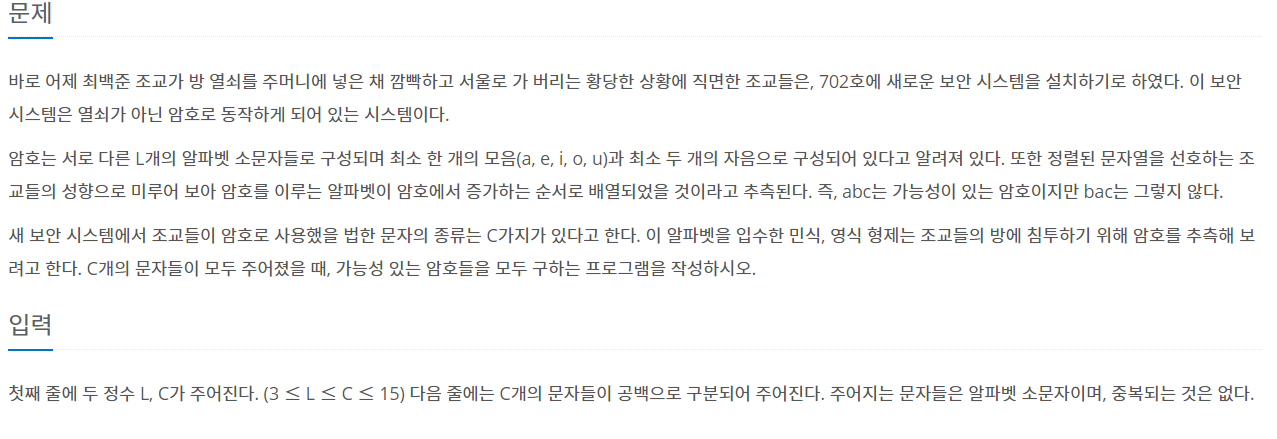 문제
바로 어제 최백준 조교가 방 열쇠를 주머니에 넣은 채 깜빡하고 서울로 가 버리는 황당한 상황에 직면한 조교들은, 702호에 새로운 보안 시스템을 설치하기로 하였다. 이 보안
시스템은 열쇠가 아닌 암호로 동작하게 되어 있는 시스템이다.
암호는 서로 다른 L개의 알파벳 소문자들로 구성되며 최소 한 개의 모음(a, e, i, o, u)과 최소 두 개의 자음으로 구성되어 있다고 알려져 있다. 또한 정렬된 문자열을 선호하는 조
교들의 성향으로 미루어 보아 암호를 이루는 알파벳이 암호에서 증가하는 순서로 배열되었을 것이라고 추측된다. 즉, abc는 가능성이 있는 암호이지만 bac는 그렇지 않다.
새 보안 시스템에서 조교들이 암호로 사용했을 법한 문자의 종류는 C가지가 있다고 한다. 이 알파벳을 입수한 민식, 영식 형제는 조교들의 방에 침투하기 위해 암호를 추측해 보
려고 한다. C개의 문자들이 모두 주어졌을 때, 가능성 있는 암호들을 모두 구하는 프로그램을 작성하시오.
입력
첫째 줄에 두 정수 L, C가 주어진다. (3 ≤ L ≤ C ≤ 15) 다음 줄에는 C개의 문자들이 공백으로 구분되어 주어진다. 주어지는 문자들은 알파벳 소문자이며, 중복되는 것은 없다.